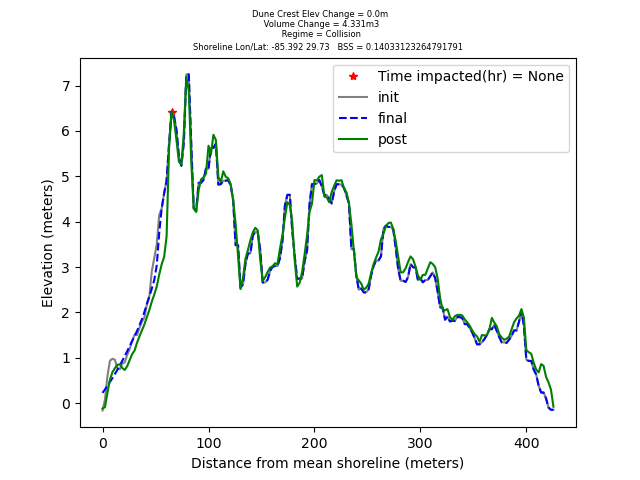 Dune Crest Elev Change = 0.0m
Volume Change = 4.331m3
Regime = Collision
Shoreline Lon/Lat: -85.392 29.73   BSS = 0.14033123264791791
Time impacted(hr) = None
init
final
post
Elevation (meters)
7
6
5
4
3
2
1
0
0
100
200
300
400
Distance from mean shoreline (meters)